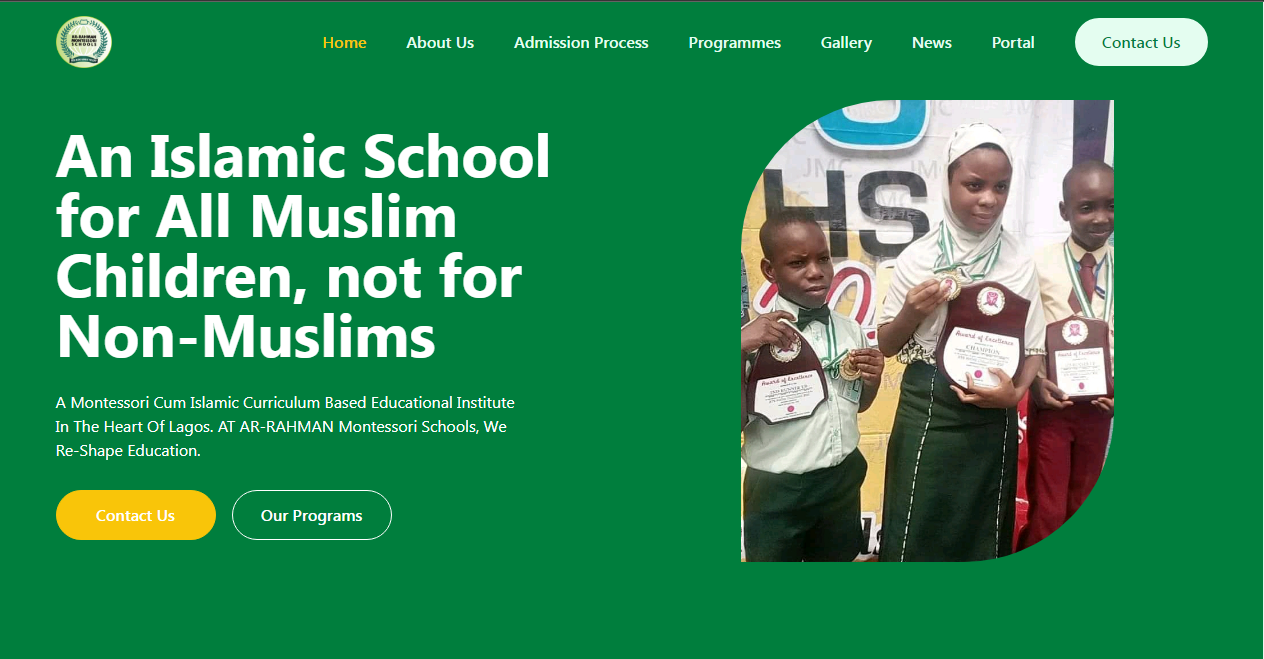 AR-RAHMAN
MONTESSORI
SCHOOLS
Home
About Us
Admission Process
Programmes
Gallery
News
Portal
Contact Us
An Islamic School
for All Muslim
Children, not for
Non-Muslims
A Montessori Cum Islamic Curriculum Based Educational Institute
In The Heart Of Lagos. AT AR-RAHMAN Montessori Schools, We
Re-Shape Education.
Contact Us
Our Programs
JMC
HS
Award of Excellence
2ND RUNNER UP
Award of Excellence
CHAMPION
Award of Excellence